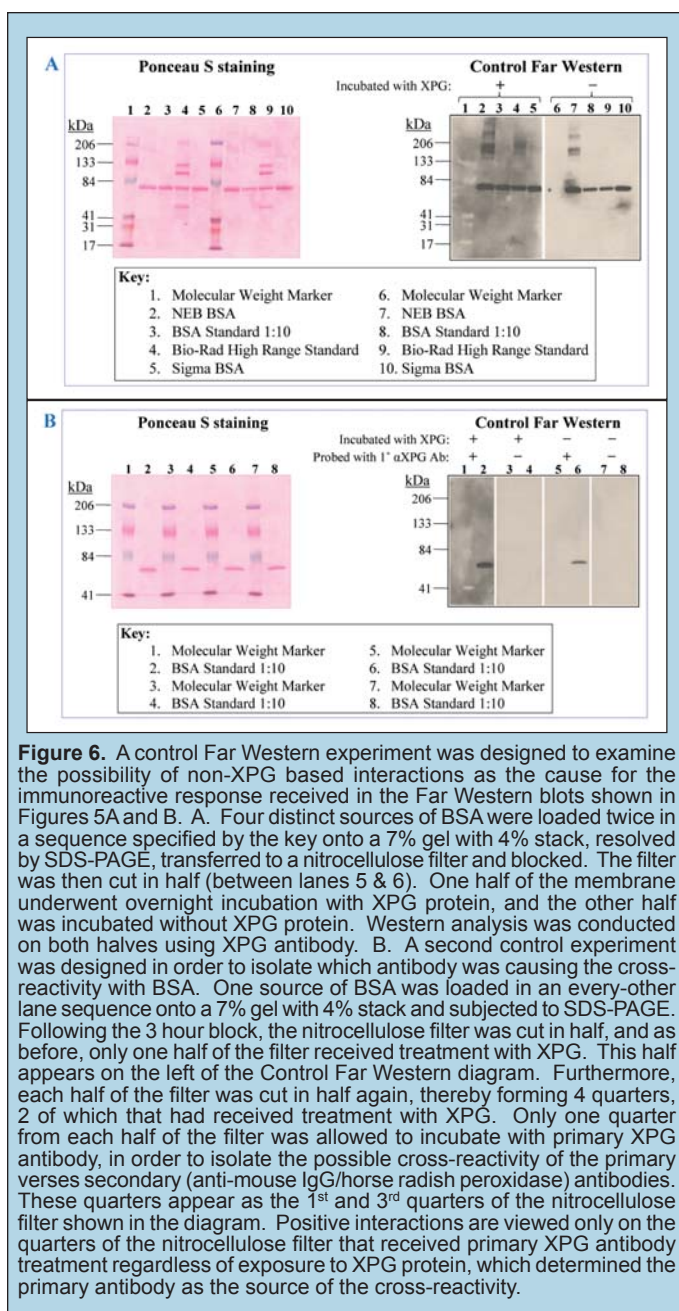 A
Ponceau S staining
1 2 3 4 5 6 7 8 9 10
kDa
206
133
84
41
31
17
Control Far Western
Incubated with XPG: + −
1 2 3 4 5 6 7 8 9 10
kDa
206
133
84
41
31
17
Key:
1. Molecular Weight Marker
2. NEB BSA
3. BSA Standard 1:10
4. Bio-Rad High Range Standard
5. Sigma BSA
6. Molecular Weight Marker
7. NEB BSA
8. BSA Standard 1:10
9. Bio-Rad High Range Standard
10. Sigma BSA
B
Ponceau S staining
1 2 3 4 5 6 7 8
kDa
206
133
84
41
Control Far Western
Incubated with XPG: + + − −
Probed with 1˚ αXPG Ab: + − + −
1 2 3 4 5 6 7 8
kDa
206
133
84
41
Key:
1. Molecular Weight Marker
2. BSA Standard 1:10
3. Molecular Weight Marker
4. BSA Standard 1:10
5. Molecular Weight Marker
6. BSA Standard 1:10
7. Molecular Weight Marker
8. BSA Standard 1:10
Figure 6. A control Far Western experiment was designed to examine
the possibility of non-XPG based interactions as the cause for the
immunoreactive response received in the Far Western blots shown in
Figures 5A and B. A. Four distinct sources of BSA were loaded twice in
a sequence specified by the key onto a 7% gel with 4% stack, resolved
by SDS-PAGE, transferred to a nitrocellulose filter and blocked. The filter
was then cut in half (between lanes 5 & 6). One half of the membrane
underwent overnight incubation with XPG protein, and the other half
was incubated without XPG protein. Western analysis was conducted
on both halves using XPG antibody. B. A second control experiment
was designed in order to isolate which antibody was causing the cross-
reactivity with BSA. One source of BSA was loaded in an every-other
lane sequence onto a 7% gel with 4% stack and subjected to SDS-PAGE.
Following the 3 hour block, the nitrocellulose filter was cut in half, and as
before, only one half of the filter received treatment with XPG. This half
appears on the left of the Control Far Western diagram. Furthermore,
each half of the filter was cut in half again, thereby forming 4 quarters,
2 of which that had received treatment with XPG. Only one quarter
from each half of the filter was allowed to incubate with primary XPG
antibody, in order to isolate the possible cross-reactivity of the primary
verses secondary (anti-mouse IgG/horse radish peroxidase) antibodies.
These quarters appear as the 1st and 3rd quarters of the nitrocellulose
filter shown in the diagram. Positive interactions are viewed only on the
quarters of the nitrocellulose filter that received primary XPG antibody
treatment regardless of exposure to XPG protein, which determined the
primary antibody as the source of the cross-reactivity.